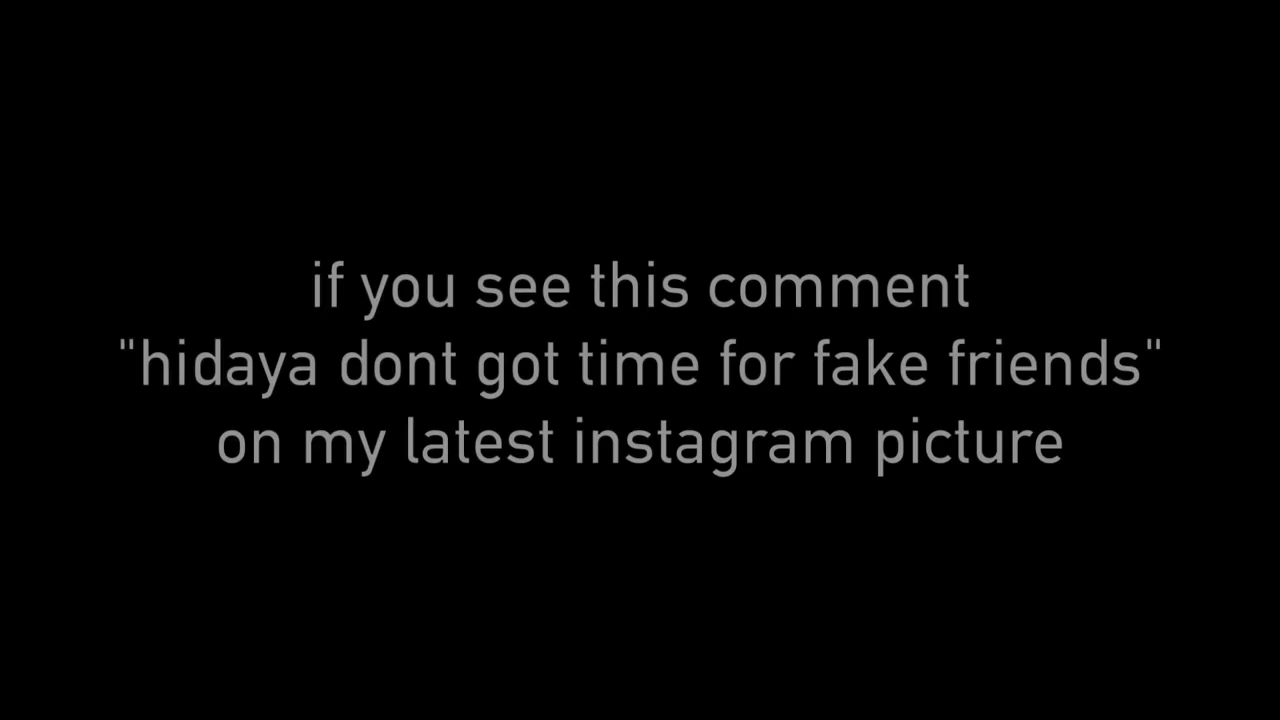 if you see this comment
"hidaya dont got time for fake friends"
on my latest instagram picture